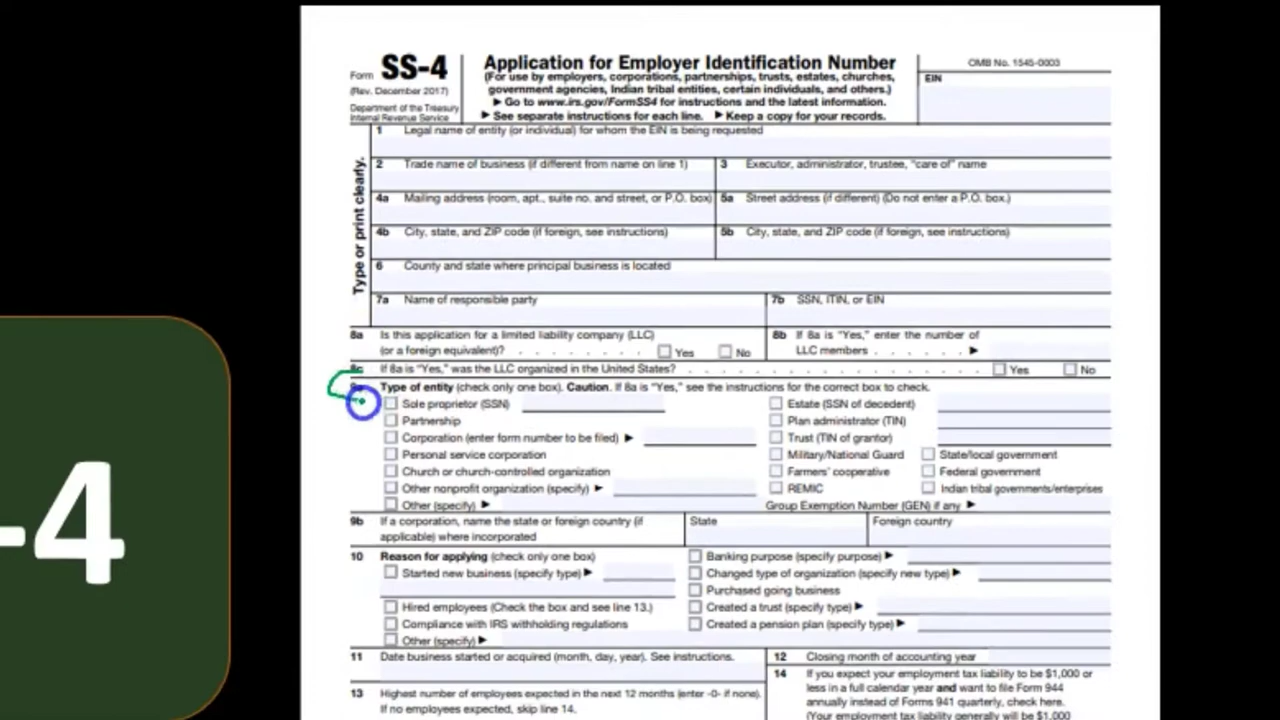 Form SS-4
(Rev. December 2017)
Department of the Treasury
Internal Revenue Service
Application for Employer Identification Number
(For use by employers, corporations, partnerships, trusts, estates, churches,
government agencies, Indian tribal entities, certain individuals, and others.)
▶ Go to www.irs.gov/FormSS4 for instructions and the latest information.
▶ See separate instructions for each line. ▶ Keep a copy for your records.
OMB No. 1545-0003
EIN
Type or print clearly.
1 Legal name of entity (or individual) for whom the EIN is being requested
2 Trade name of business (if different from name on line 1)
3 Executor, administrator, trustee, "care of" name
4a Mailing address (room, apt., suite no. and street, or P.O. box)
5a Street address (if different) (Do not enter a P.O. box.)
4b City, state, and ZIP code (if foreign, see instructions)
5b City, state, and ZIP code (if foreign, see instructions)
6 County and state where principal business is located
7a Name of responsible party
7b SSN, ITIN, or EIN
8a Is this application for a limited liability company (LLC)
(or a foreign equivalent)? . . . . . . . . Yes No
8b If 8a is "Yes," enter the number of
LLC members . . . . . . ▶
8c If 8a is "Yes," was the LLC organized in the United States? . . . . . . . . . . . . . . . . . . Yes No
9a Type of entity (check only one box). Caution. If 8a is "Yes," see the instructions for the correct box to check.
Sole proprietor (SSN)
Partnership
Corporation (enter form number to be filed) ▶
Personal service corporation
Church or church-controlled organization
Other nonprofit organization (specify) ▶
Other (specify) ▶
Estate (SSN of decedent)
Plan administrator (TIN)
Trust (TIN of grantor)
Military/National Guard State/local government
Farmers' cooperative Federal government
REMIC Indian tribal governments/enterprises
Group Exemption Number (GEN) if any ▶
9b If a corporation, name the state or foreign country (if
applicable) where incorporated
State
Foreign country
10 Reason for applying (check only one box)
Started new business (specify type) ▶
Hired employees (Check the box and see line 13.)
Compliance with IRS withholding regulations
Other (specify) ▶
Banking purpose (specify purpose) ▶
Changed type of organization (specify new type) ▶
Purchased going business
Created a trust (specify type) ▶
Created a pension plan (specify type) ▶
11 Date business started or acquired (month, day, year). See instructions.
12 Closing month of accounting year
13 Highest number of employees expected in the next 12 months (enter -0- if none).
If no employees expected, skip line 14.
14 If you expect your employment tax liability to be $1,000 or
less in a full calendar year and want to file Form 944
annually instead of Forms 941 quarterly, check here.
(Your employment tax liability generally will be $1,000
-4